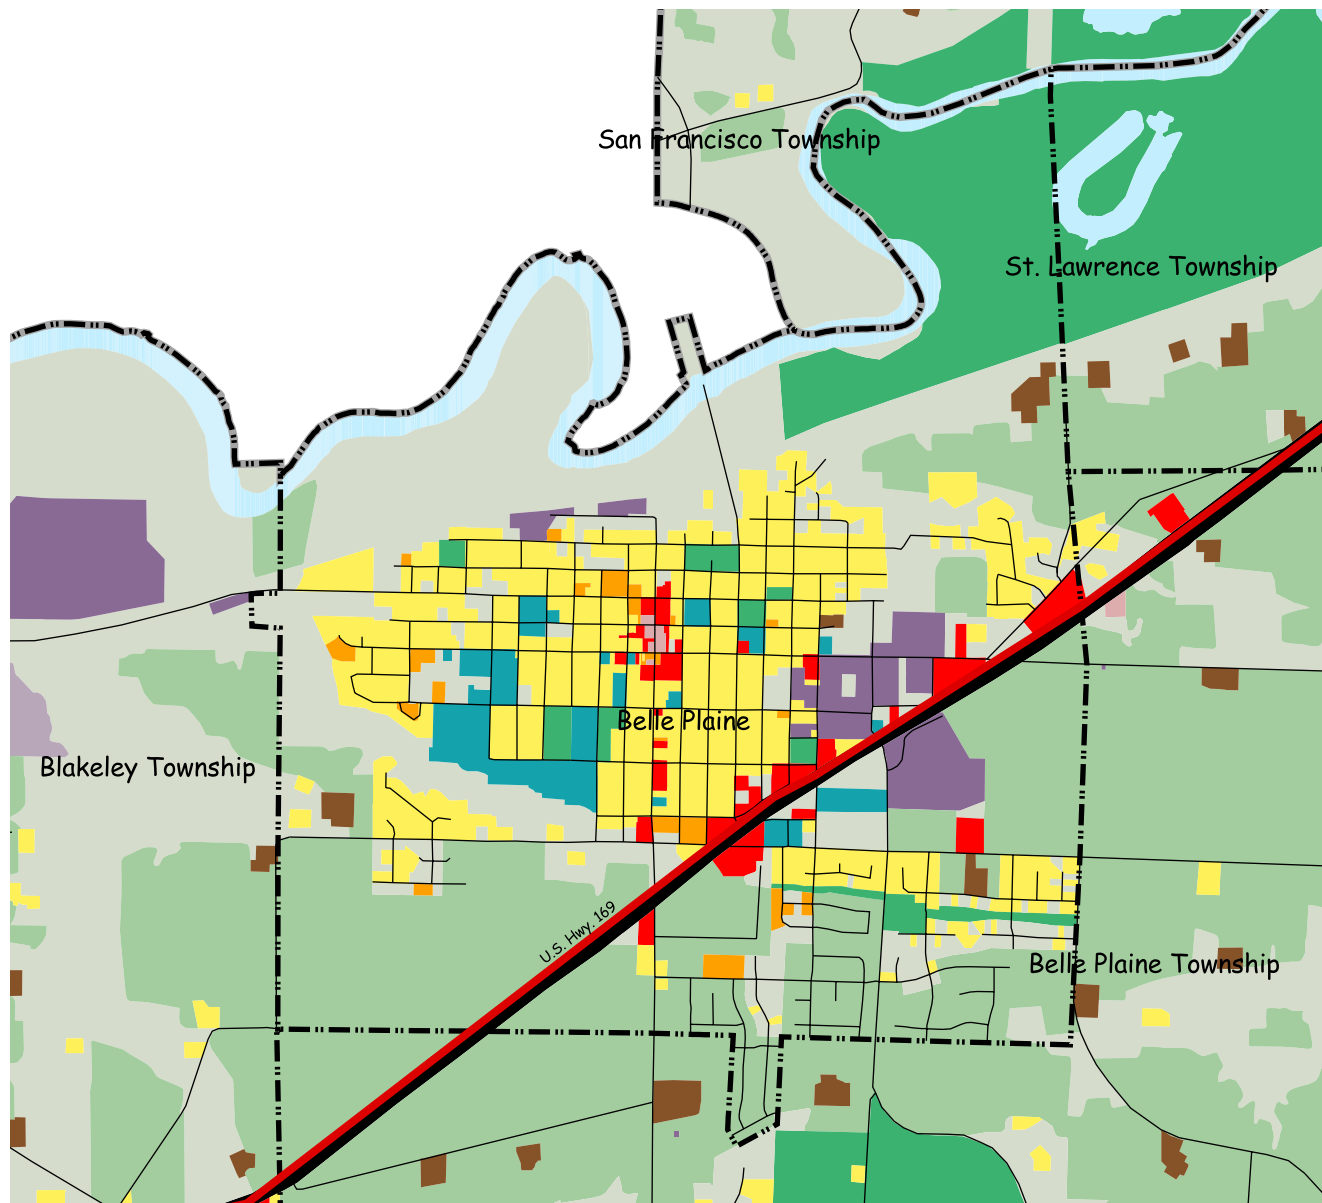 San Francisco Township
St. Lawrence Township
Belle Plaine
Blakeley Township
U.S. Hwy. 169
Belle Plaine Township